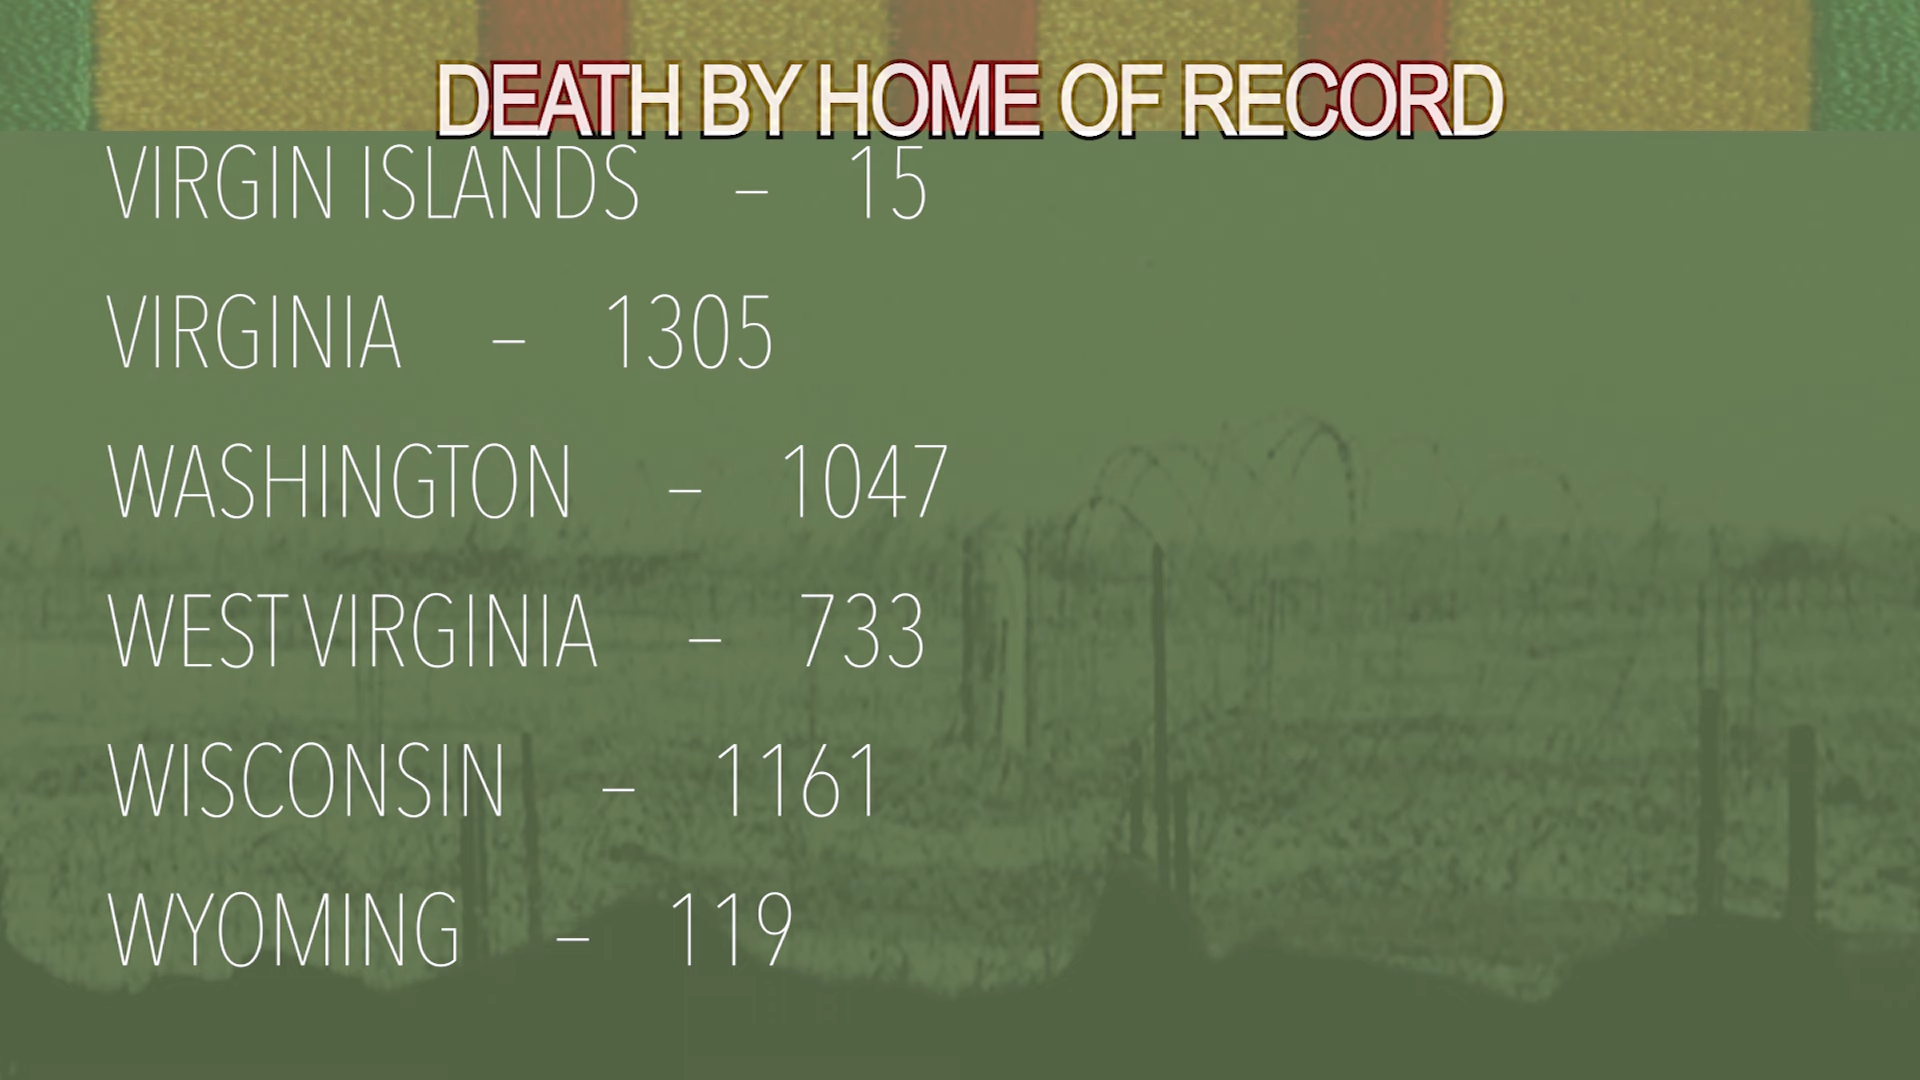 DEATH BY HOME OF RECORD
VIRGIN ISLANDS – 15
VIRGINIA – 1305
WASHINGTON – 1047
WEST VIRGINIA – 733
WISCONSIN – 1161
WYOMING – 119